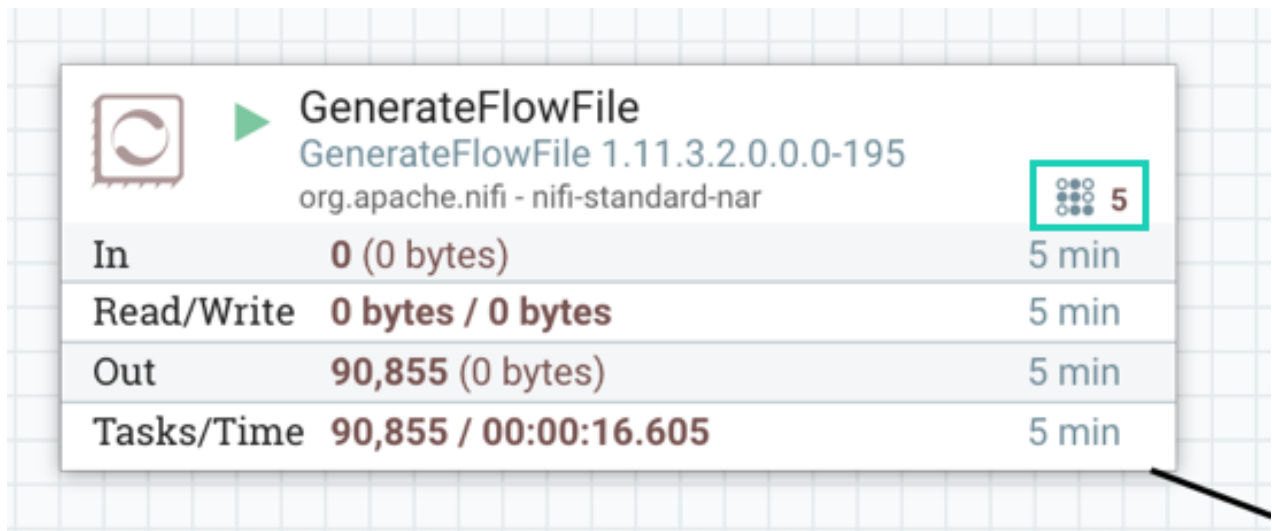 GenerateFlowFile
GenerateFlowFile 1.11.3.2.0.0.0-195
org.apache.nifi - nifi-standard-nar
5
In 0 (0 bytes) 5 min
Read/Write 0 bytes / 0 bytes 5 min
Out 90,855 (0 bytes) 5 min
Tasks/Time 90,855 / 00:00:16.605 5 min